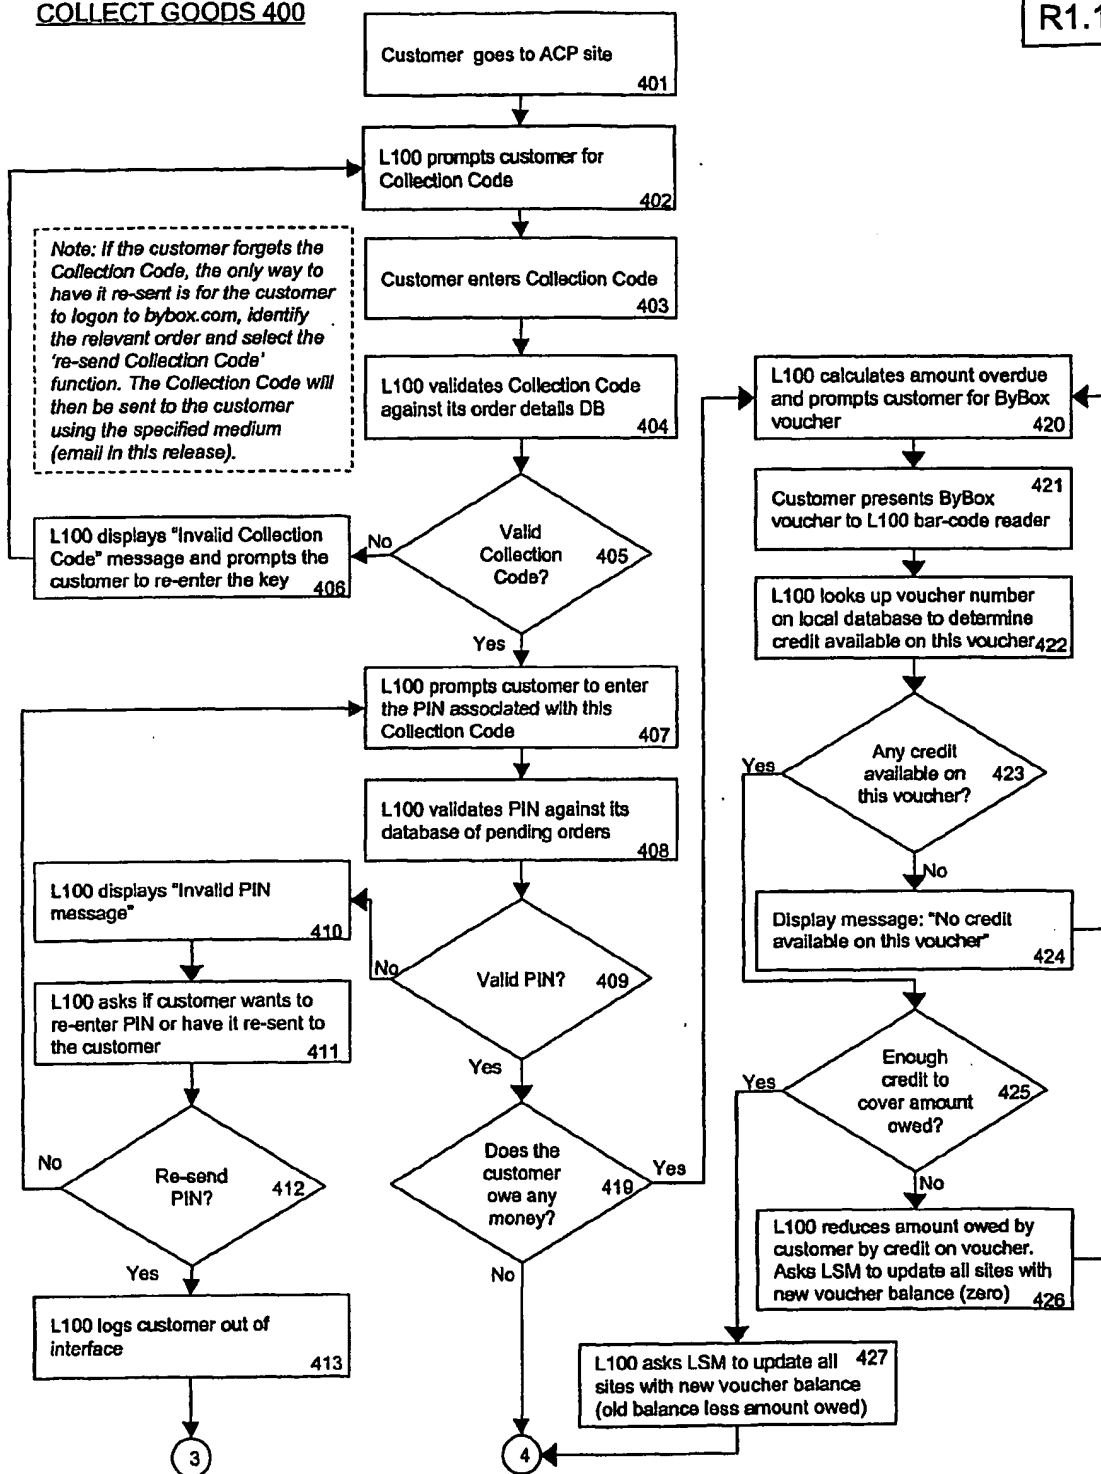 COLLECT GOODS 400
R1.1
Customer goes to ACP site
401
L100 prompts customer for
Collection Code
402
Note: If the customer forgets the
Collection Code, the only way to
have it re-sent is for the customer
to logon to bybox.com, identify
the relevant order and select the
're-send Collection Code'
function. The Collection Code will
then be sent to the customer
using the specified medium
(email in this release).
Customer enters Collection Code
403
L100 validates Collection Code
against its order details DB
404
Valid
Collection
Code?
405
No
Yes
L100 displays "Invalid Collection
Code" message and prompts the
customer to re-enter the key
406
L100 prompts customer to enter
the PIN associated with this
Collection Code
407
L100 validates PIN against its
database of pending orders
408
Valid PIN?
409
No
Yes
L100 displays "Invalid PIN
message"
410
L100 asks if customer wants to
re-enter PIN or have it re-sent to
the customer
411
Re-send
PIN?
412
No
Yes
L100 logs customer out of
interface
413
3
Does the
customer
owe any
money?
419
Yes
No
4
L100 calculates amount overdue
and prompts customer for ByBox
voucher
420
421
Customer presents ByBox
voucher to L100 bar-code reader
L100 looks up voucher number
on local database to determine
credit available on this voucher
422
Any credit
available on
this voucher?
423
Yes
No
Display message: "No credit
available on this voucher"
424
Enough
credit to
cover amount
owed?
425
Yes
No
L100 reduces amount owed by
customer by credit on voucher.
Asks LSM to update all sites with
new voucher balance (zero)
426
L100 asks LSM to update all
sites with new voucher balance
(old balance less amount owed)
427